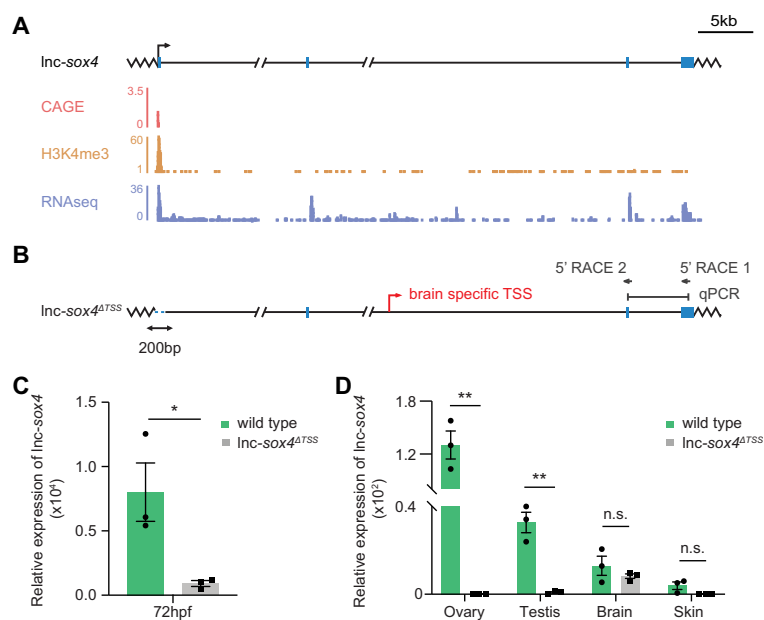 A
5kb
lnc-sox4
CAGE
3.5
0
H3K4me3
60
1
RNAseq
36
0
B
5' RACE 2
5' RACE 1
brain specific TSS
qPCR
lnc-sox4ΔTSS
200bp
C
Relative expression of lnc-sox4
(x10⁴)
1.5
1.0
0.5
0.0
*
wild type
lnc-sox4ΔTSS
72hpf
D
Relative expression of lnc-sox4
(x10²)
1.8
1.2
0.4
0
**
**
n.s.
n.s.
wild type
lnc-sox4ΔTSS
Ovary
Testis
Brain
Skin